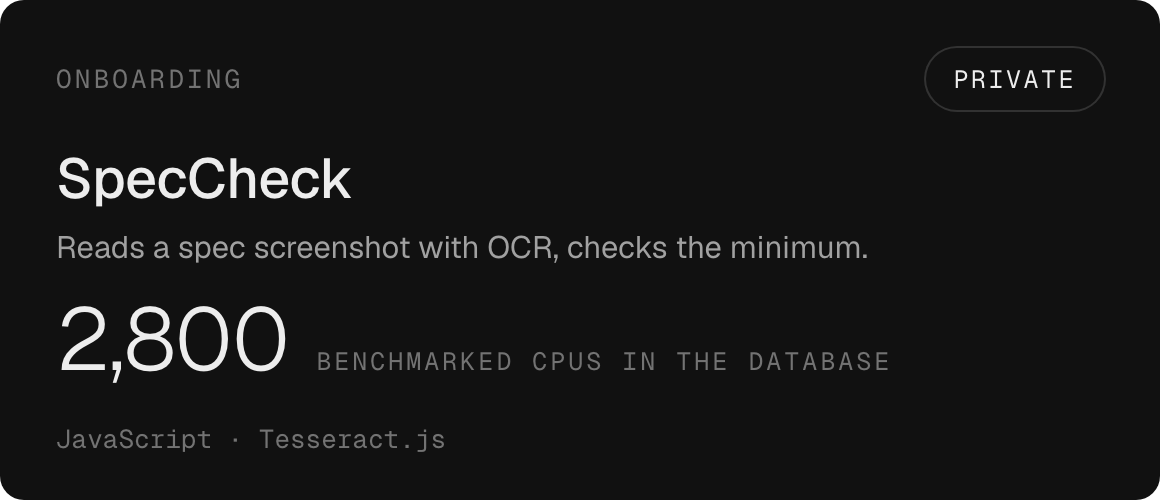 ONBOARDING
PRIVATE
SpecCheck
Reads a spec screenshot with OCR, checks the minimum.
2,800 BENCHMARKED CPUS IN THE DATABASE
JavaScript · Tesseract.js